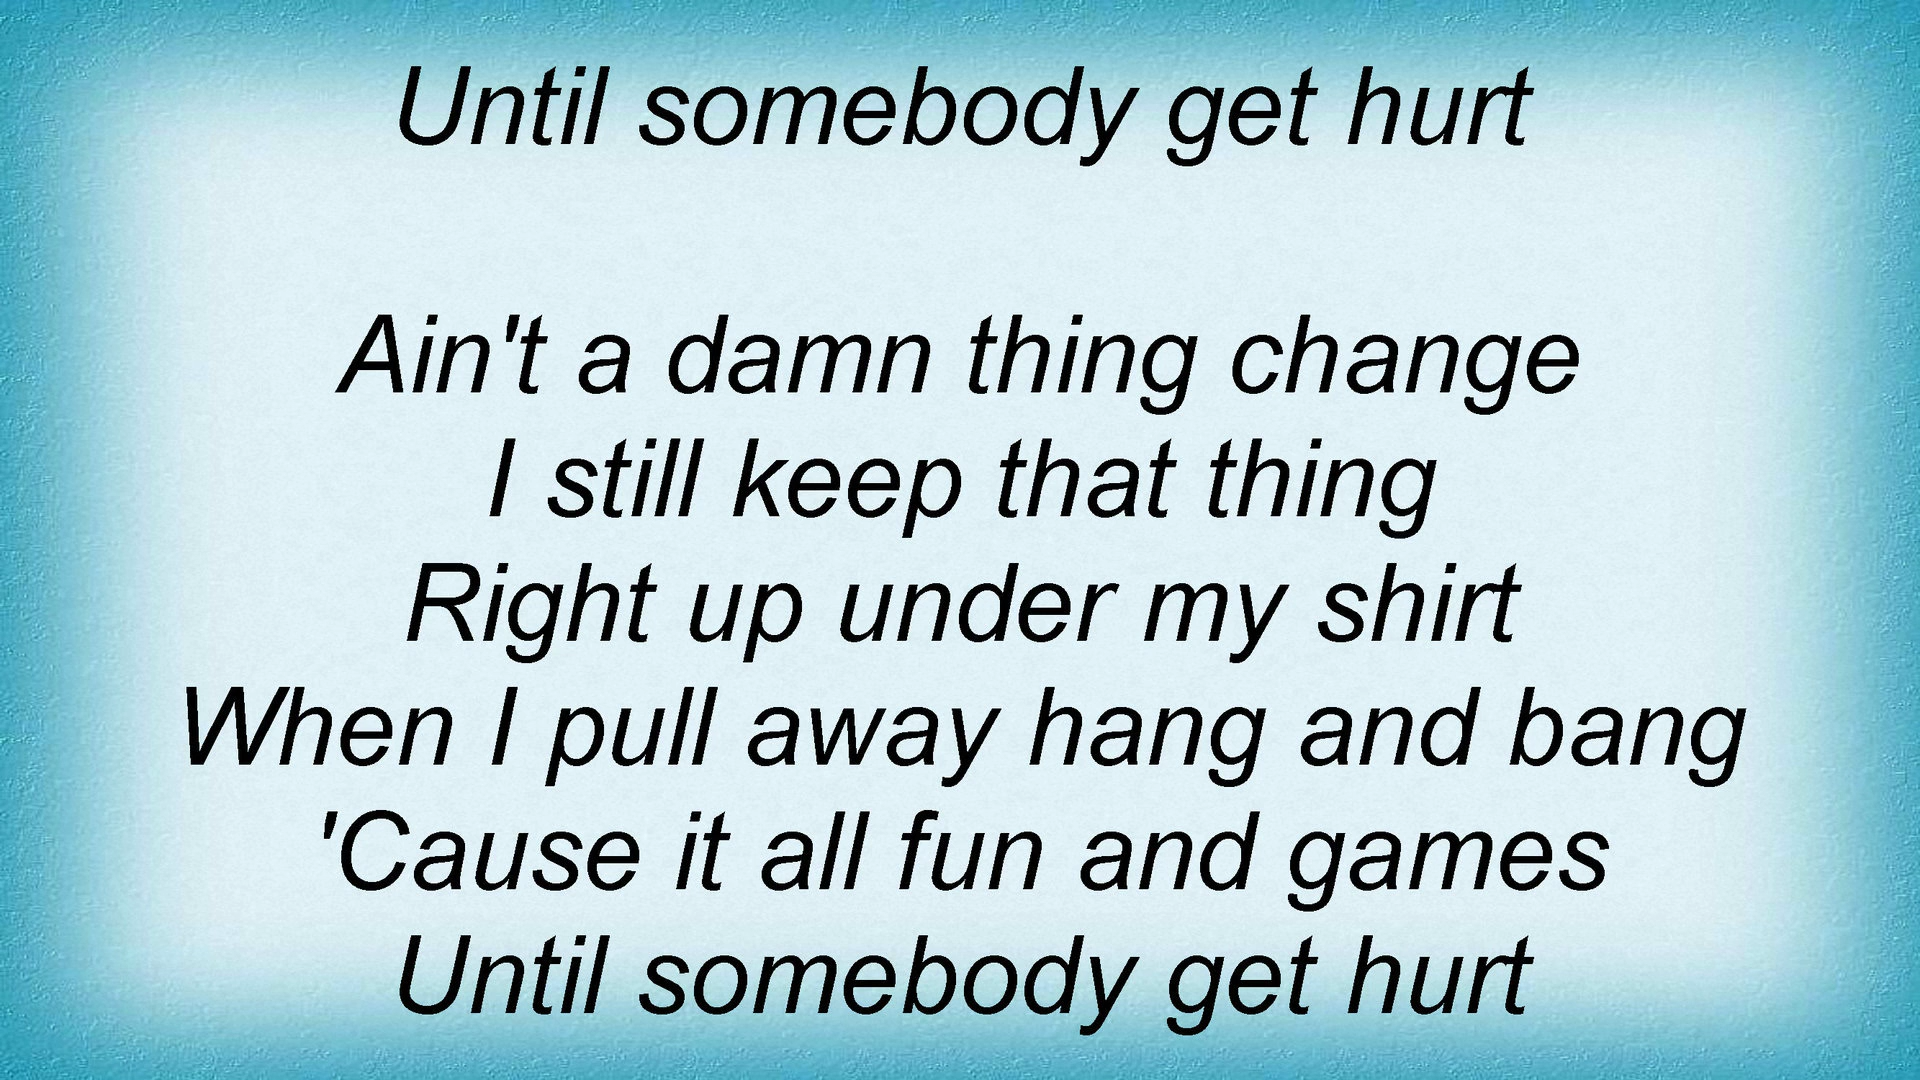 Until somebody get hurt
Ain't a damn thing change
I still keep that thing
Right up under my shirt
When I pull away hang and bang
'Cause it all fun and games
Until somebody get hurt